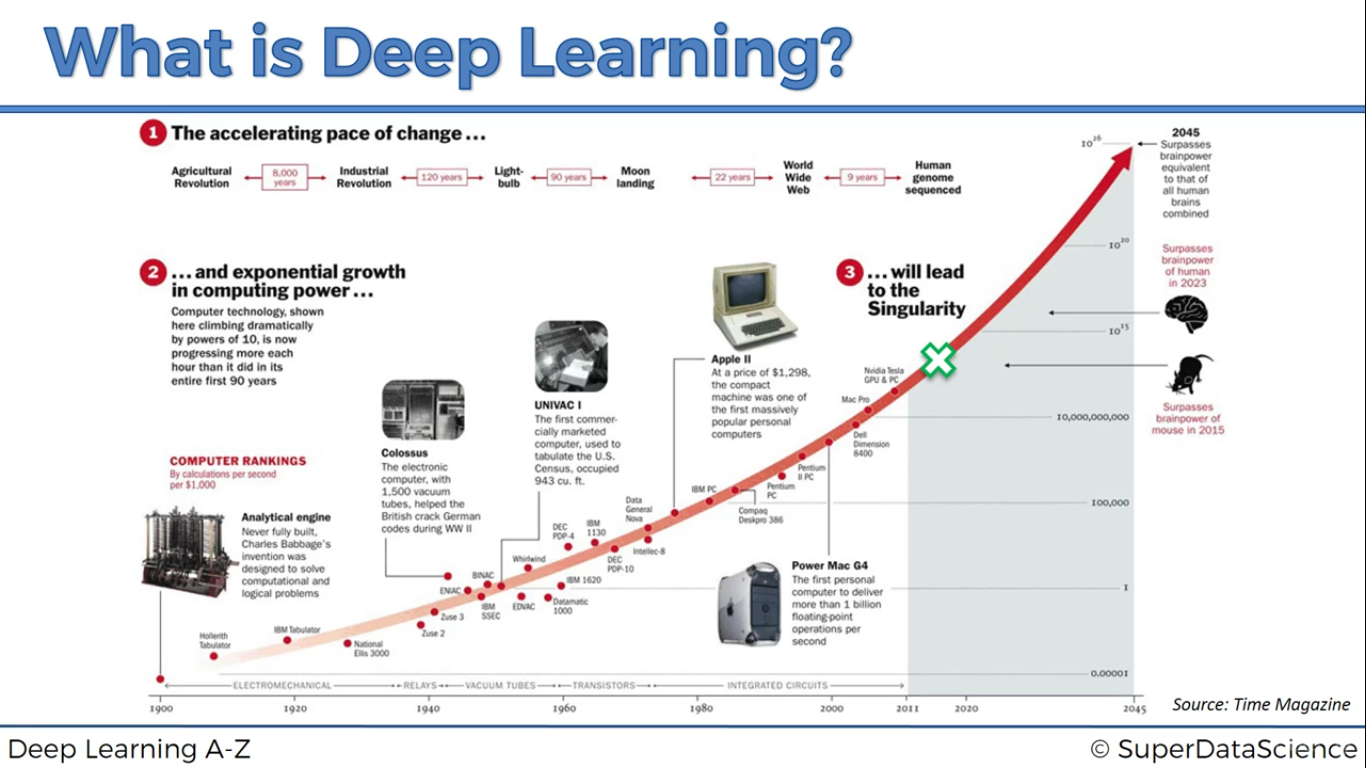 What is Deep Learning?
1 The accelerating pace of change...
Agricultural
Revolution
8,000
years
Industrial
Revolution
120 years
Light-
bulb
90 years
Moon
landing
22 years
World
Wide
Web
9 years
Human
genome
sequenced
2 ...and exponential growth
in computing power...
Computer technology, shown
here climbing dramatically
by powers of 10, is now
progressing more each
hour than it did in its
entire first 90 years
COMPUTER RANKINGS
By calculations per second
per $1,000
Analytical engine
Never fully built,
Charles Babbage's
invention was
designed to solve
computational and
logical problems
Colossus
The electronic
computer, with
1,500 vacuum
tubes, helped the
British crack German
codes during WW II
UNIVAC I
The first commer-
cially marketed
computer, used to
tabulate the U.S.
Census, occupied
943 cu. ft.
Apple II
At a price of $1,298,
the compact
machine was one of
the first massively
popular personal
computers
3 ...will lead
to the
Singularity
Power Mac G4
The first personal
computer to deliver
more than 1 billion
floating-point
operations per
second
Hollerith
Tabulator
IBM Tabulator
National
Ellis 3000
Zuse 2
Zuse 3
ENIAC
BINAC
IBM
SSEC
Whirlwind
EDVAC
DEC
PDP-4
IBM
1130
IBM 1620
Datamatic
1000
DEC
PDP-10
Data
General
Nova
Intellec-8
IBM PC
Compaq
Deskpro 386
Pentium
PC
Pentium
II PC
Mac Pro
Dell
Dimension
8400
Nvidia Tesla
GPU & PC
2045
Surpasses
brainpower
equivalent
to that of
all human
brains
combined
Surpasses
brainpower
of human
in 2023
Surpasses
brainpower of
mouse in 2015
10²⁶
10²⁰
10¹⁵
10,000,000,000
100,000
1
0.00001
ELECTROMECHANICAL
RELAYS
VACUUM TUBES
TRANSISTORS
INTEGRATED CIRCUITS
1900
1920
1940
1960
1980
2000
2011
2020
2045
Source: Time Magazine
Deep Learning A-Z
© SuperDataScience